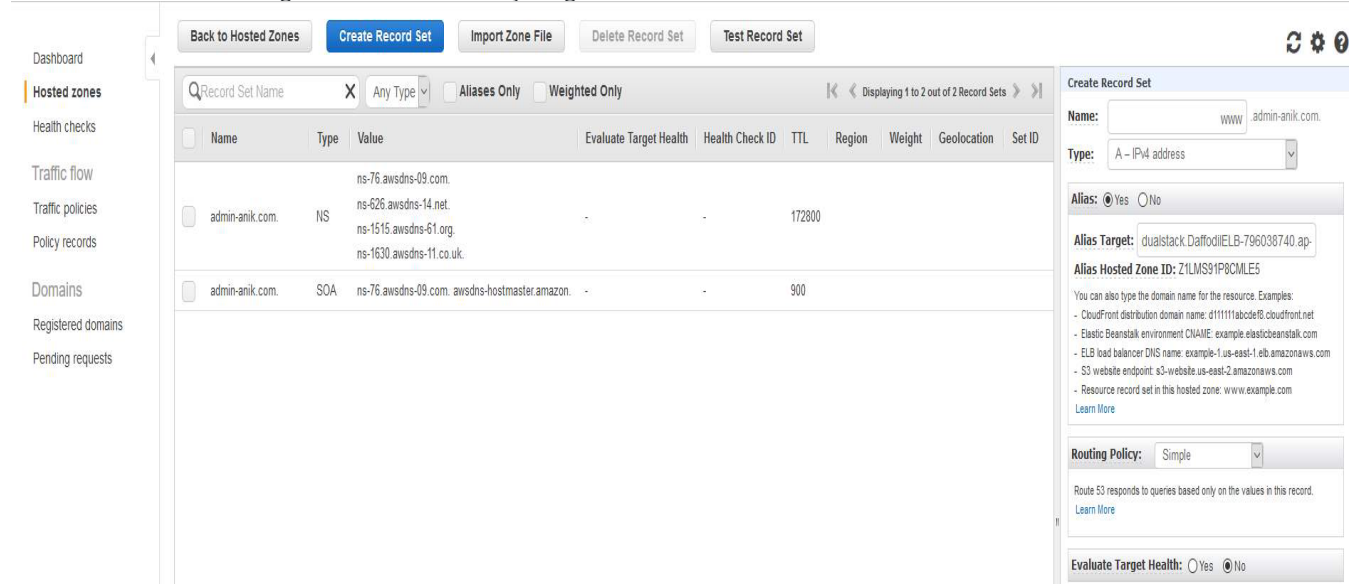 Back to Hosted Zones Create Record Set Import Zone File Delete Record Set Test Record Set
Dashboard
Hosted zones
Health checks
Traffic flow
Traffic policies
Policy records
Domains
Registered domains
Pending requests
Record Set Name X Any Type Aliases Only Weighted Only Displaying 1 to 2 out of 2 Record Sets
Name Type Value Evaluate Target Health Health Check ID TTL Region Weight Geolocation Set ID
ns-76.awsdns-09.com.
ns-626.awsdns-14.net.
admin-anik.com. NS - - 172800
ns-1515.awsdns-61.org.
ns-1630.awsdns-11.co.uk.
admin-anik.com. SOA ns-76.awsdns-09.com. awsdns-hostmaster.amazon. - - 900
Create Record Set
Name: www .admin-anik.com.
Type: A – IPv4 address
Alias: Yes No
Alias Target: dualstack.DaffodilELB-796038740.ap-
Alias Hosted Zone ID: Z1LMS91P8CMLE5
You can also type the domain name for the resource. Examples:
- CloudFront distribution domain name: d111111abcdef8.cloudfront.net
- Elastic Beanstalk environment CNAME: example.elasticbeanstalk.com
- ELB load balancer DNS name: example-1.us-east-1.elb.amazonaws.com
- S3 website endpoint: s3-website.us-east-2.amazonaws.com
- Resource record set in this hosted zone: www.example.com
Learn More
Routing Policy: Simple
Route 53 responds to queries based only on the values in this record.
Learn More
Evaluate Target Health: Yes No